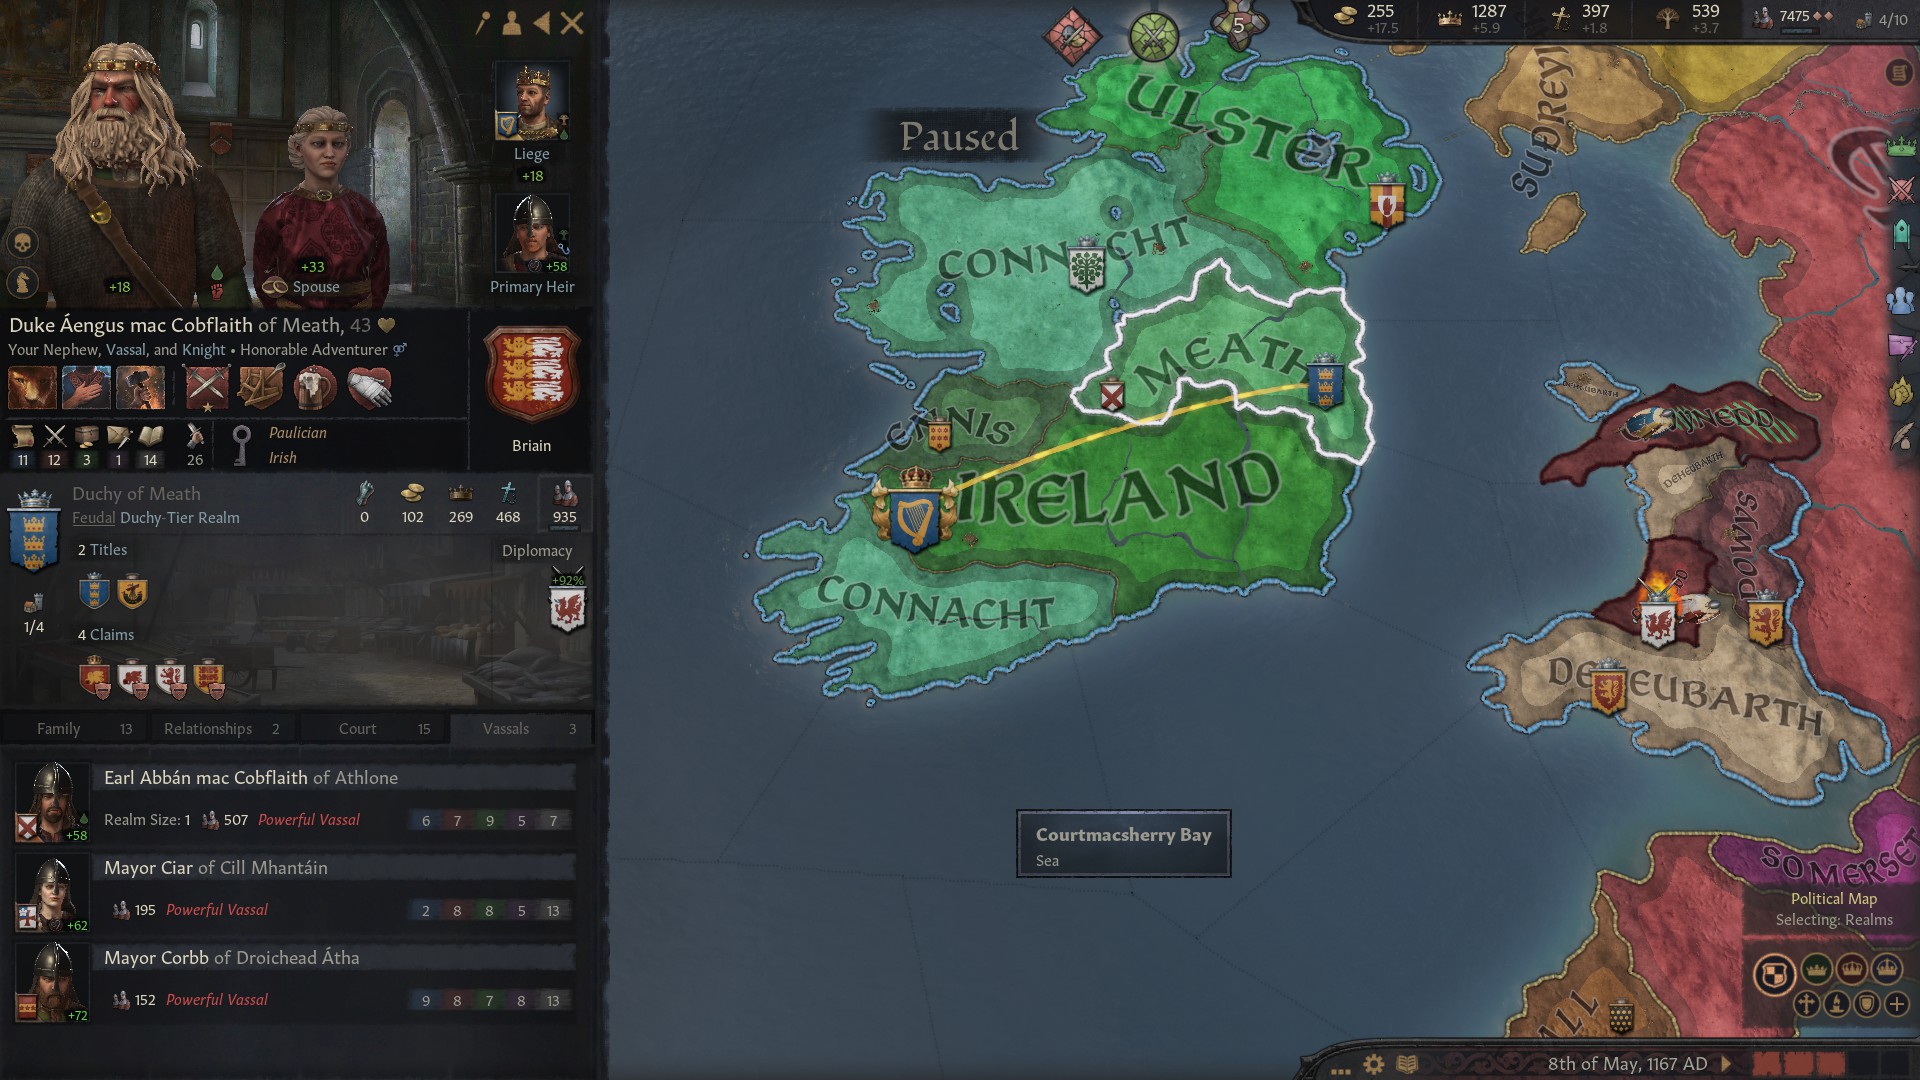 255
+17.5
1287
+5.9
397
+1.8
539
+3.7
7475
4/10
5
Paused
Liege
+18
+58
Primary Heir
+18
+33
Spouse
Duke Áengus mac Cobflaith of Meath, 43
Your Nephew, Vassal, and Knight • Honorable Adventurer
Briain
11 12 3 1 14 26
Paulician
Irish
Duchy of Meath
Feudal Duchy-Tier Realm
0 102 269 468 935
2 Titles
Diplomacy
+92%
1/4
4 Claims
Family 13
Relationships 2
Court 15
Vassals 3
Earl Abbán mac Cobflaith of Athlone
Realm Size: 1 507 Powerful Vassal 6 7 9 5 7
+58
Mayor Ciar of Cill Mhantáin
195 Powerful Vassal 2 8 8 5 13
+62
Mayor Corbb of Droichead Átha
152 Powerful Vassal 9 8 7 8 13
+72
ULSTER
CONNACHT
MEATH
ENNIS
IRELAND
CONNACHT
SUÐREYJ
DEHEUBARTH
GWYNEDD
DEHEUBARTH
POWYS
DEHEUBARTH
SOMERSET
ALL
Courtmacsherry Bay
Sea
Political Map
Selecting: Realms
8th of May, 1167 AD